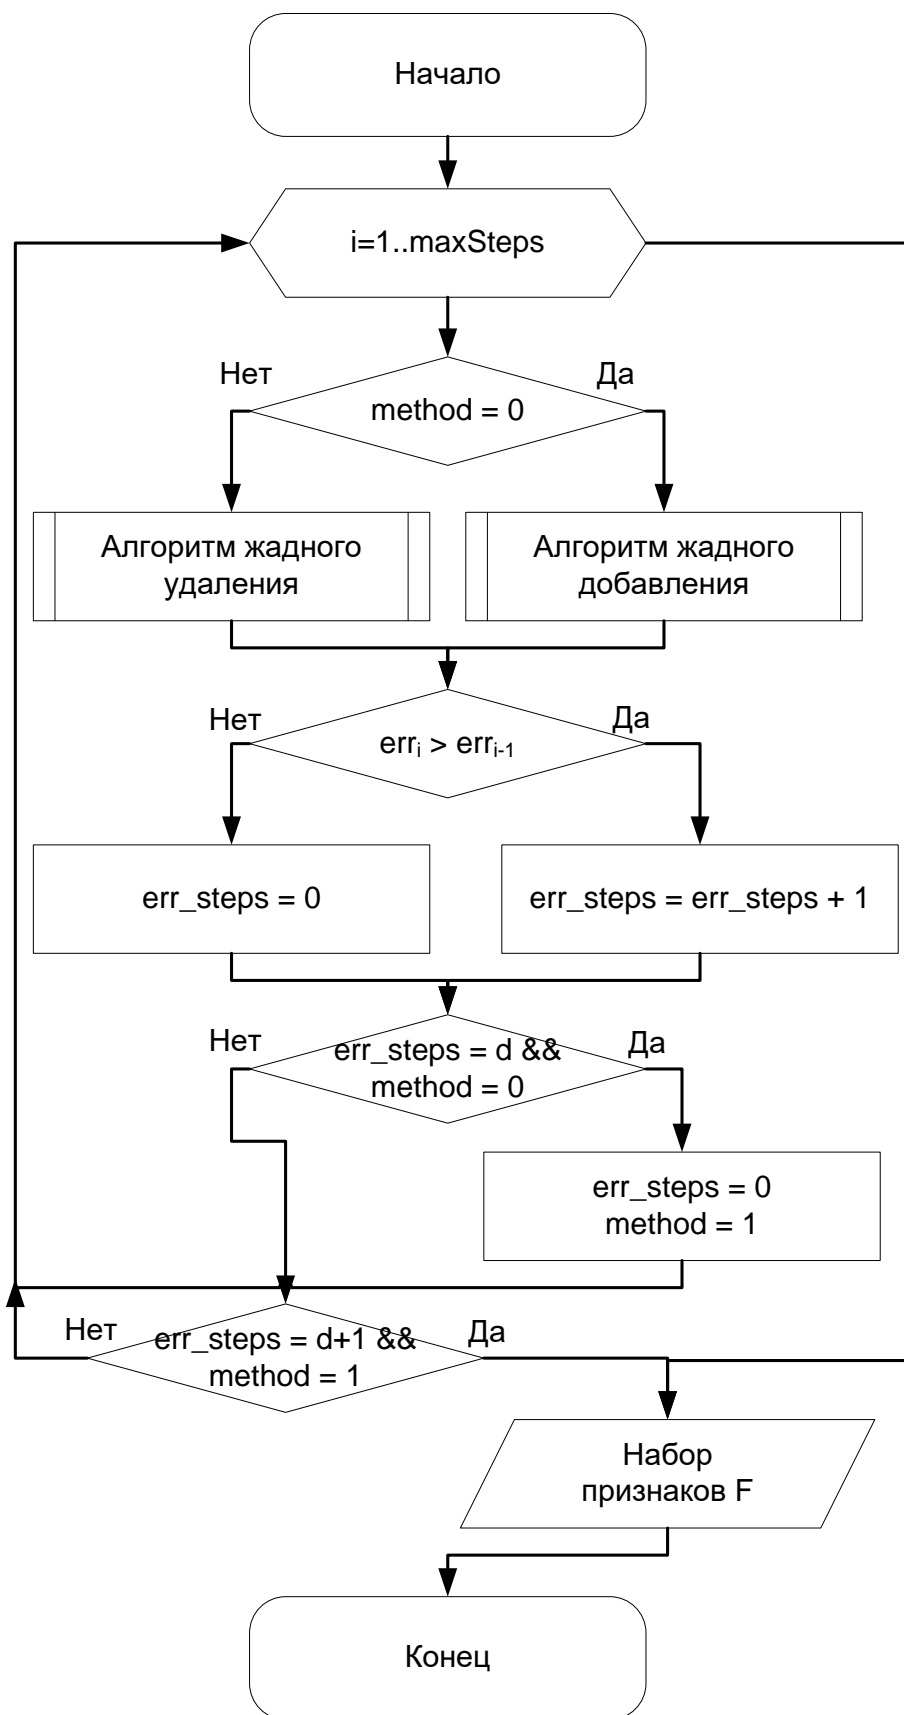 Начало
i=1..maxSteps
Нет
Да
method = 0
Алгоритм жадного
удаления
Алгоритм жадного
добавления
Нет
Да
errᵢ > errᵢ₋₁
err_steps = 0
err_steps = err_steps + 1
Нет
Да
err_steps = d &&
method = 0
err_steps = 0
method = 1
Нет
Да
err_steps = d+1 &&
method = 1
Набор
признаков F
Конец